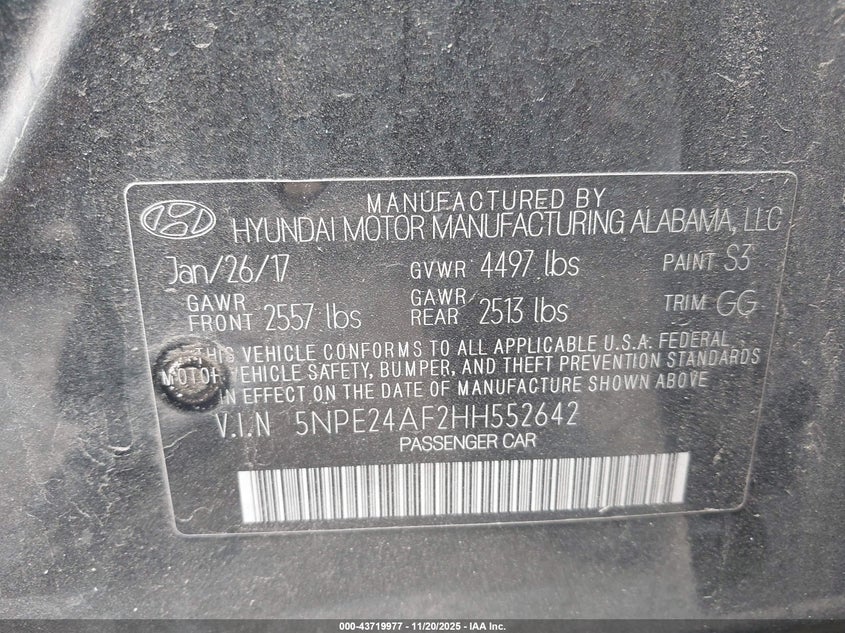 MANUFACTURED BY
HYUNDAI MOTOR MANUFACTURING ALABAMA, LLC
Jan/26/17 GVWR 4497 lbs PAINT S3
GAWR FRONT 2557 lbs GAWR REAR 2513 lbs TRIM GG
THIS VEHICLE CONFORMS TO ALL APPLICABLE U.S.A. FEDERAL
MOTOR VEHICLE SAFETY, BUMPER, AND THEFT PREVENTION STANDARDS
IN EFFECT ON THE DATE OF MANUFACTURE SHOWN ABOVE
V.I.N 5NPE24AF2HH552642
PASSENGER CAR
000-43719977 - 11/20/2025 - IAA Inc.